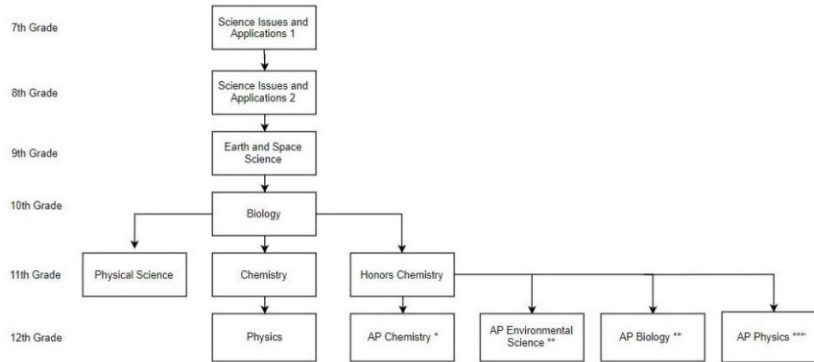 7th Grade
Science Issues and
Applications 1
8th Grade
Science Issues and
Applications 2
9th Grade
Earth and Space
Science
10th Grade
Biology
11th Grade
Physical Science
Chemistry
Honors Chemistry
12th Grade
Physics
AP Chemistry *
AP Environmental
Science **
AP Biology **
AP Physics ***